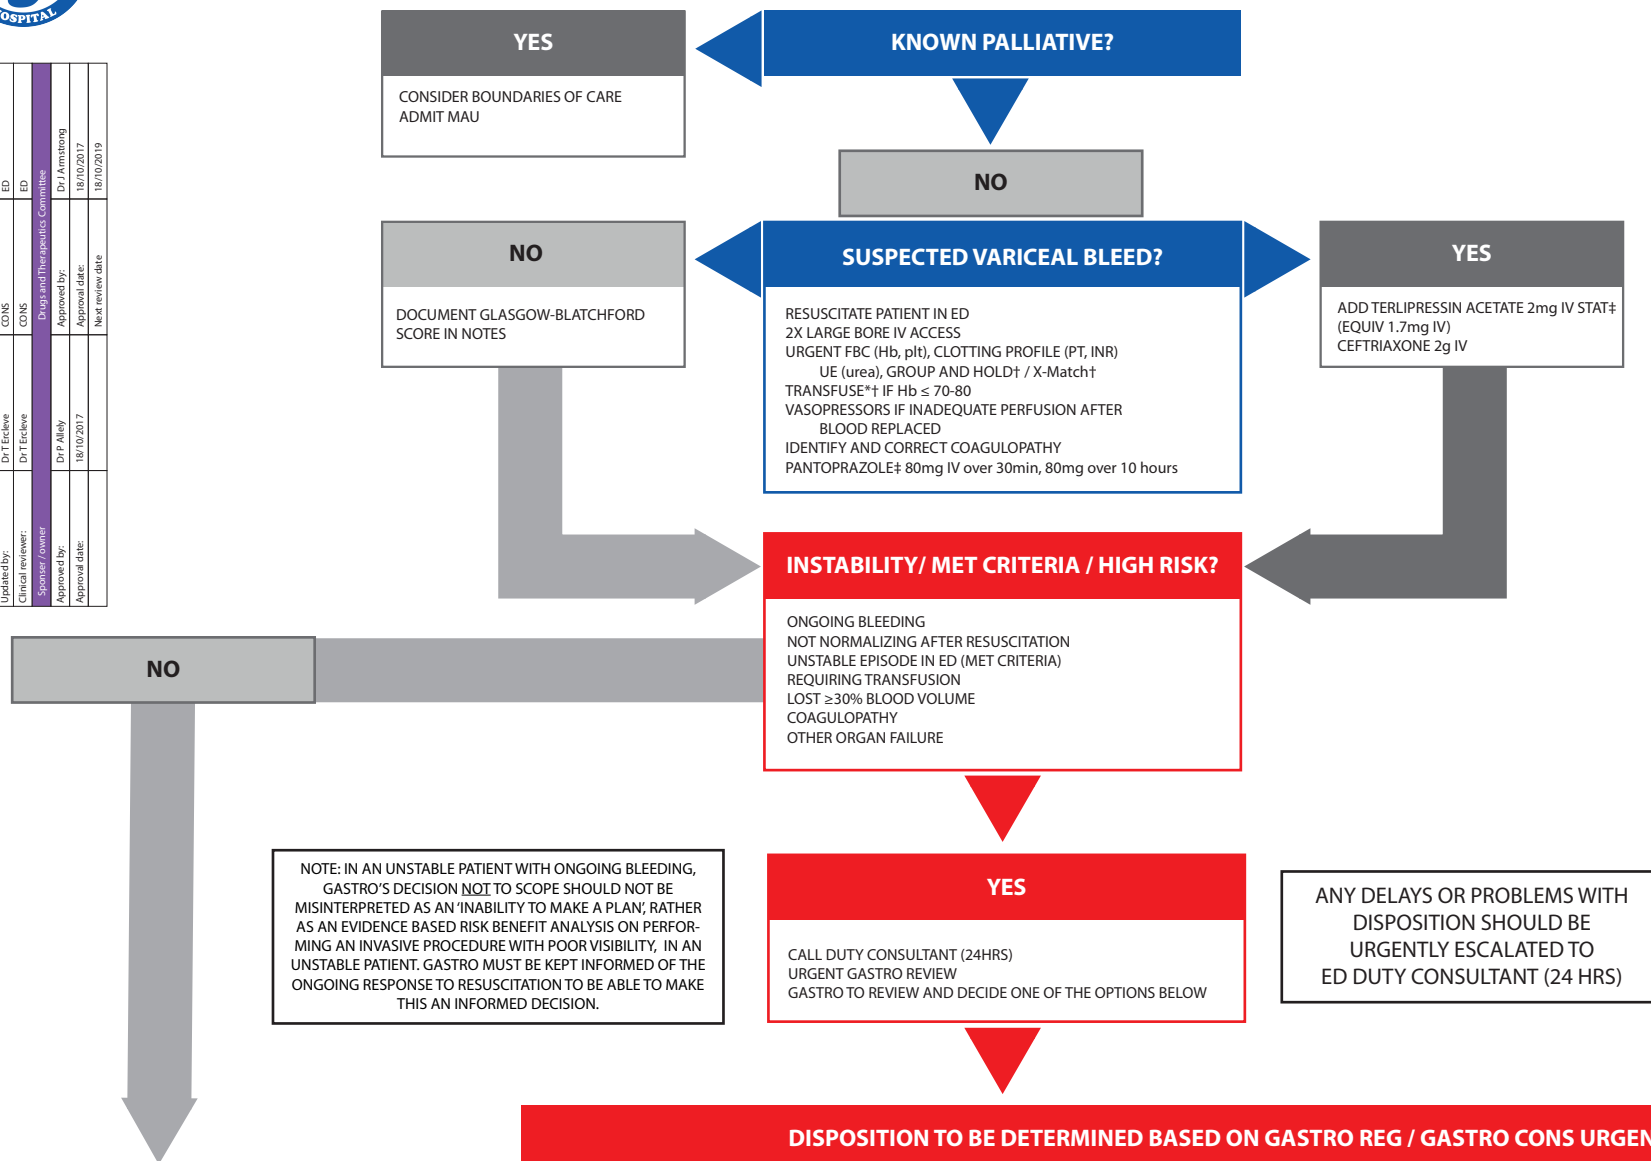 HOSPITAL
Updated by:
Dr T Ercleve
CONS
ED
Clinical reviewer:
Dr T Ercleve
CONS
ED
Sponser / owner
Drugs and Therapeutics Committee
Approved by:
Dr P Allely
Approved by:
Dr J Armstrong
Approval date:
18/10/2017
Approval date:
18/10/2017
Next review date
18/10/2019
KNOWN PALLIATIVE?
YES
CONSIDER BOUNDARIES OF CARE
ADMIT MAU
NO
SUSPECTED VARICEAL BLEED?
RESUSCITATE PATIENT IN ED
2X LARGE BORE IV ACCESS
URGENT FBC (Hb, plt), CLOTTING PROFILE (PT, INR)
UE (urea), GROUP AND HOLD† / X-Match†
TRANSFUSE*† IF Hb ≤ 70-80
VASOPRESSORS IF INADEQUATE PERFUSION AFTER
BLOOD REPLACED
IDENTIFY AND CORRECT COAGULOPATHY
PANTOPRAZOLE‡ 80mg IV over 30min, 80mg over 10 hours
NO
DOCUMENT GLASGOW-BLATCHFORD
SCORE IN NOTES
YES
ADD TERLIPRESSIN ACETATE 2mg IV STAT‡
(EQUIV 1.7mg IV)
CEFTRIAXONE 2g IV
INSTABILITY/ MET CRITERIA / HIGH RISK?
ONGOING BLEEDING
NOT NORMALIZING AFTER RESUSCITATION
UNSTABLE EPISODE IN ED (MET CRITERIA)
REQUIRING TRANSFUSION
LOST ≥30% BLOOD VOLUME
COAGULOPATHY
OTHER ORGAN FAILURE
NO
NOTE: IN AN UNSTABLE PATIENT WITH ONGOING BLEEDING,
GASTRO'S DECISION NOT TO SCOPE SHOULD NOT BE
MISINTERPRETED AS AN 'INABILITY TO MAKE A PLAN', RATHER
AS AN EVIDENCE BASED RISK BENEFIT ANALYSIS ON PERFOR-
MING AN INVASIVE PROCEDURE WITH POOR VISIBILITY, IN AN
UNSTABLE PATIENT. GASTRO MUST BE KEPT INFORMED OF THE
ONGOING RESPONSE TO RESUSCITATION TO BE ABLE TO MAKE
THIS AN INFORMED DECISION.
YES
CALL DUTY CONSULTANT (24HRS)
URGENT GASTRO REVIEW
GASTRO TO REVIEW AND DECIDE ONE OF THE OPTIONS BELOW
ANY DELAYS OR PROBLEMS WITH
DISPOSITION SHOULD BE
URGENTLY ESCALATED TO
ED DUTY CONSULTANT (24 HRS)
DISPOSITION TO BE DETERMINED BASED ON GASTRO REG / GASTRO CONS URGEN